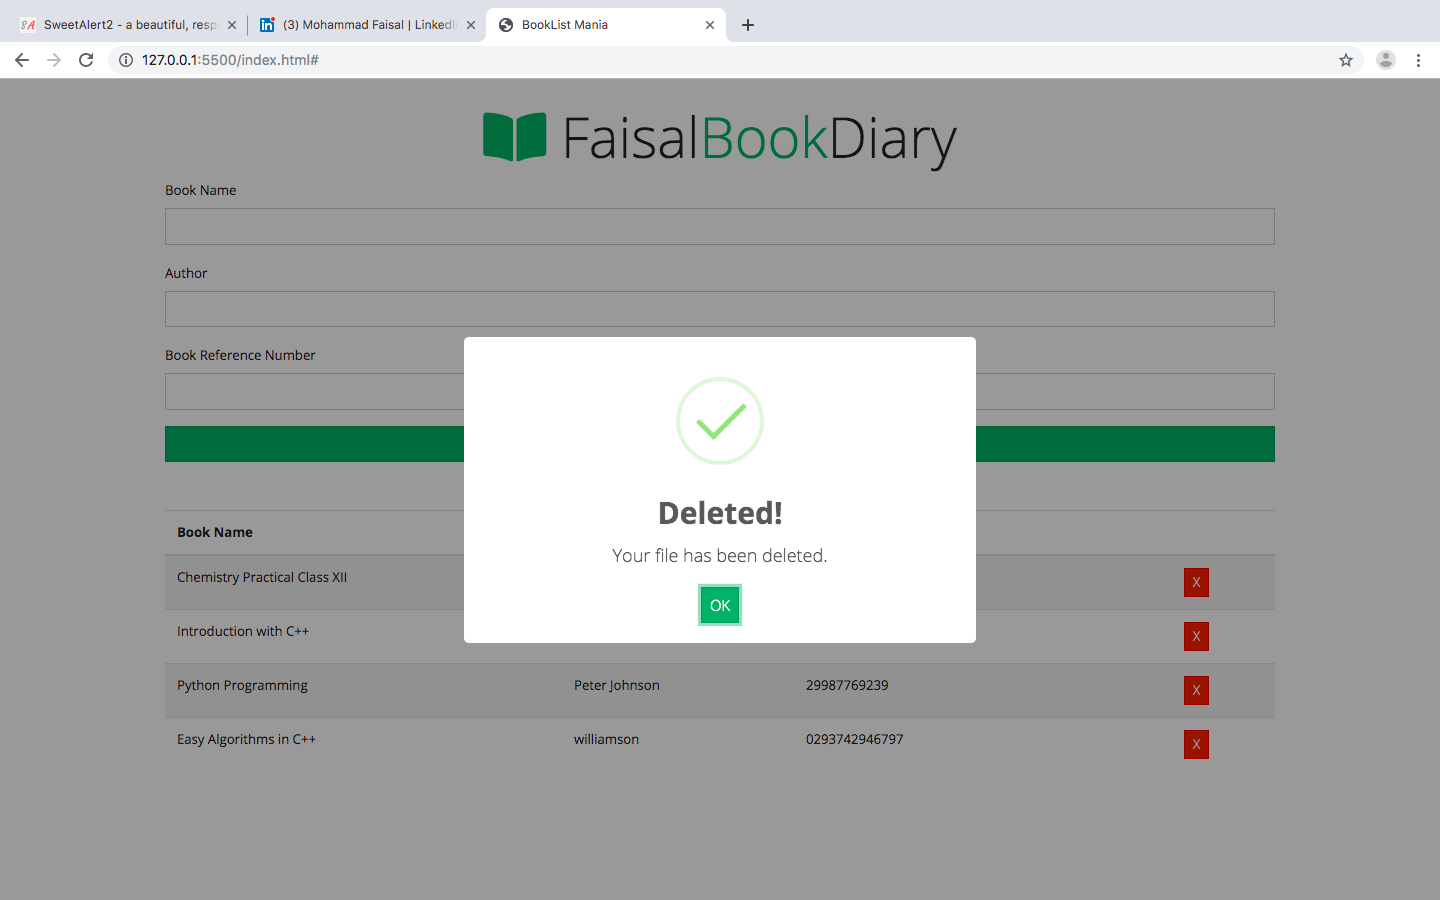 SweetAlert2 - a beautiful, resp
(3) Mohammad Faisal | LinkedIn
BookList Mania
127.0.0.1:5500/index.html#
FaisalBookDiary
Book Name
Author
Book Reference Number
Deleted!
Your file has been deleted.
OK
Book Name
Chemistry Practical Class XII X
Introduction with C++ X
Python Programming Peter Johnson 29987769239 X
Easy Algorithms in C++ williamson 0293742946797 X